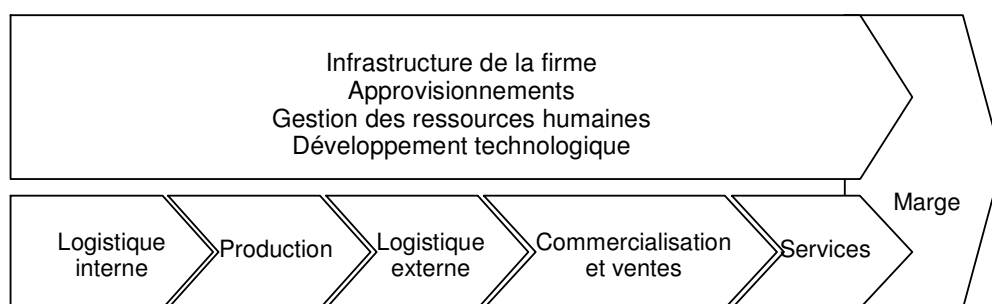 Infrastructure de la firme
Approvisionnements
Gestion des ressources humaines
Développement technologique
Marge
Logistique
interne
Production
Logistique
externe
Commercialisation
et ventes
Services